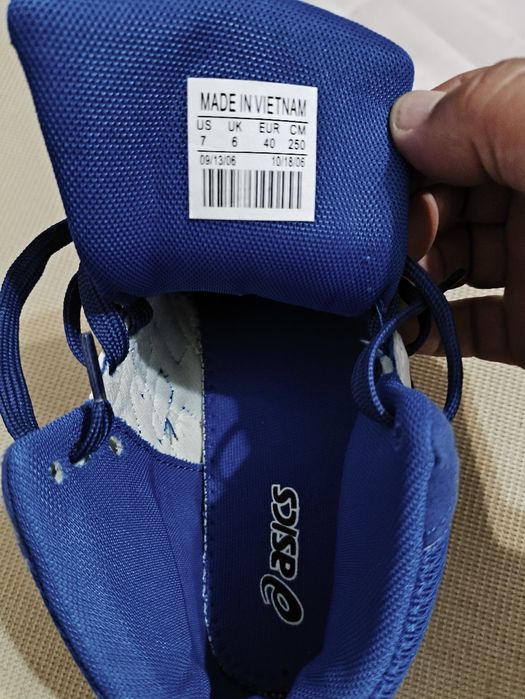 MADE IN VIETNAM
US UK EUR CM
7 6 40 250
09/13/06 10/18/06
asics